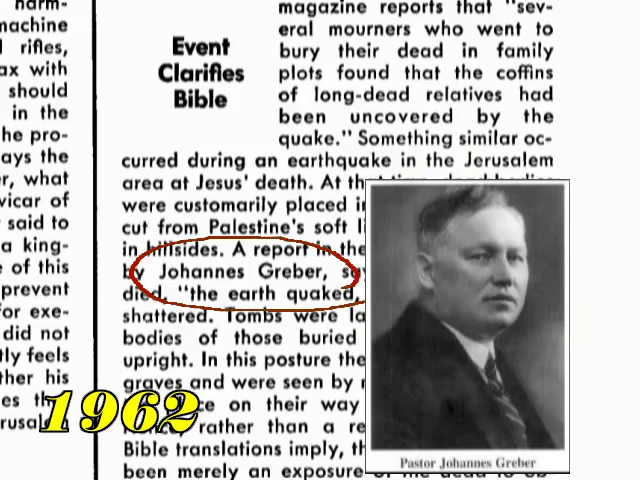 harm-
machine
rifles,
ax with
should
in the
he pro-
ays the
er, what
vicar of
said to
a king-
e of this
prevent
for exe-
did not
tly feels
ther his
es th
rusal
Event
Clarifies
Bible
magazine reports that "sev-
eral mourners who went to
bury their dead in family
plots found that the coffins
of long-dead relatives had
been uncovered by the
quake." Something similar oc-
curred during an earthquake in the Jerusalem
area at Jesus' death. At
were customarily placed i
cut from Palestine's soft li
in hillsides. A report in the
by Johannes Greber, say
died, "the earth quaked,
shattered. Tombs were la
bodies of those buried
upright. In this posture the
graves and were seen by
ce on their way
rather than a re
Bible translations imply, th
been merely an exposure
1962
Pastor Johannes Greber